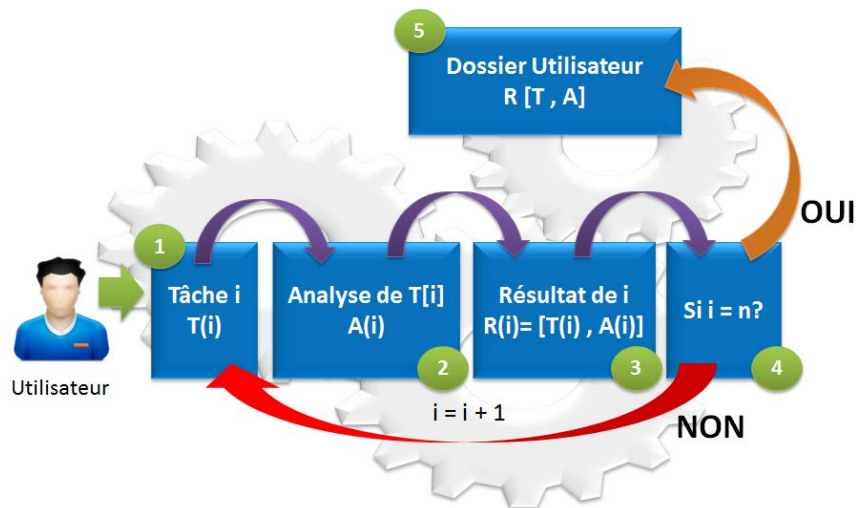 5
Dossier Utilisateur
R [T , A]
OUI
1
Tâche i
T(i)
Analyse de T[i]
A(i)
2
Résultat de i
R(i)= [T(i) , A(i)]
3
Si i = n?
4
Utilisateur
i = i + 1
NON